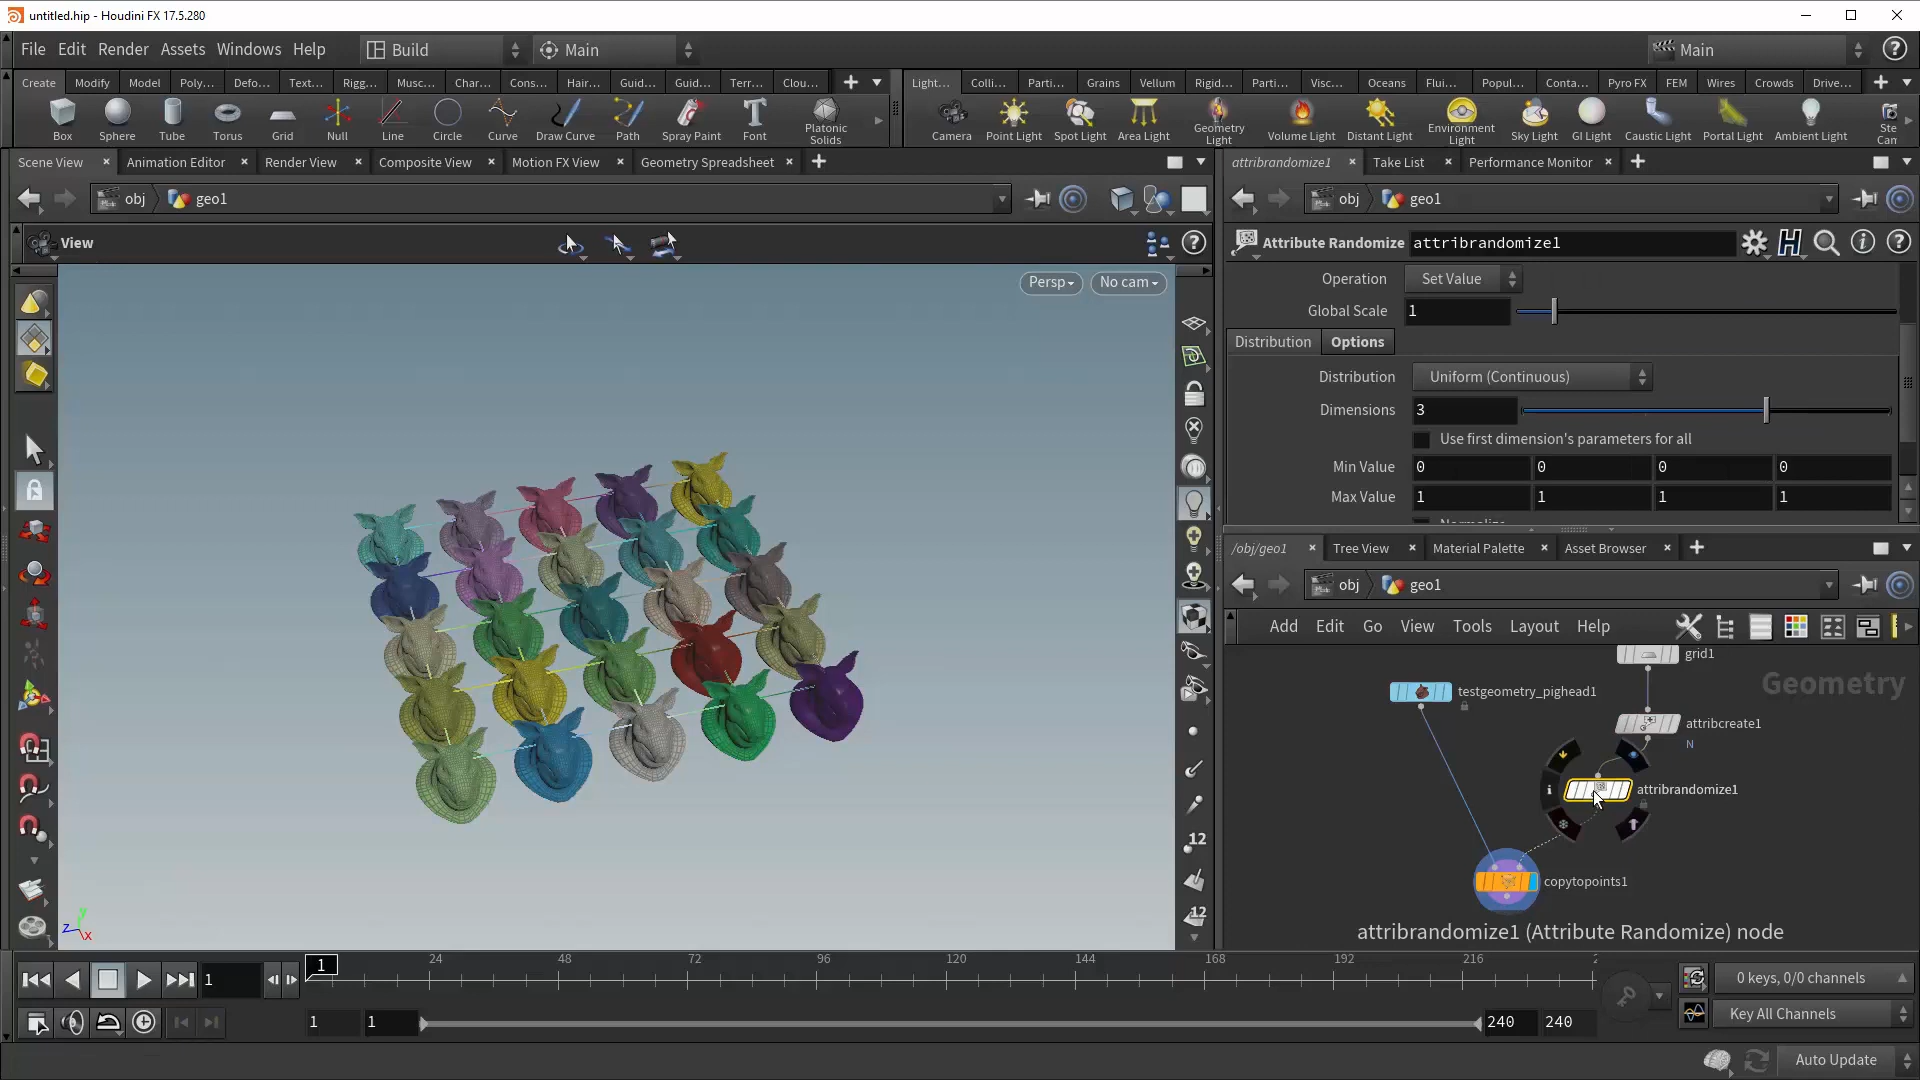 untitled.hip - Houdini FX 17.5.280
File Edit Render Assets Windows Help Build Main Main
Create Modify Model Poly... Defo... Text... Rigg... Musc... Char... Cons... Hair... Guid... Guid... Terr... Clou...
Light... Colli... Parti... Grains Vellum Rigid... Parti... Visc... Oceans Flui... Popul... Conta... Pyro FX FEM Wires Crowds Drive...
Box Sphere Tube Torus Grid Null Line Circle Curve Draw Curve Path Spray Paint Font Platonic Solids
Camera Point Light Spot Light Area Light Geometry Light Volume Light Distant Light Environment Light Sky Light GI Light Caustic Light Portal Light Ambient Light Ste Can
Scene View Animation Editor Render View Composite View Motion FX View Geometry Spreadsheet
obj geo1
View
Persp No cam
12
12
attribrandomize1 Take List Performance Monitor
obj geo1
Attribute Randomize attribrandomize1
Operation Set Value
Global Scale 1
Distribution Options
Distribution Uniform (Continuous)
Dimensions 3
Use first dimension's parameters for all
Min Value 0 0 0 0
Max Value 1 1 1 1
/obj/geo1 Tree View Material Palette Asset Browser
obj geo1
Add Edit Go View Tools Layout Help
Geometry
grid1
testgeometry_pighead1
attribcreate1
N
attribrandomize1
copytopoints1
attribrandomize1 (Attribute Randomize) node
y
z
x
1
1 24 48 72 96 120 144 168 192 216 2
0 keys, 0/0 channels
1 1 240 240
Key All Channels
Auto Update